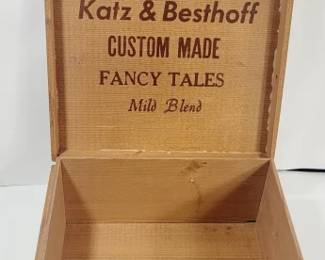 Katz & Besthoff
CUSTOM MADE
FANCY TALES
Mild Blend